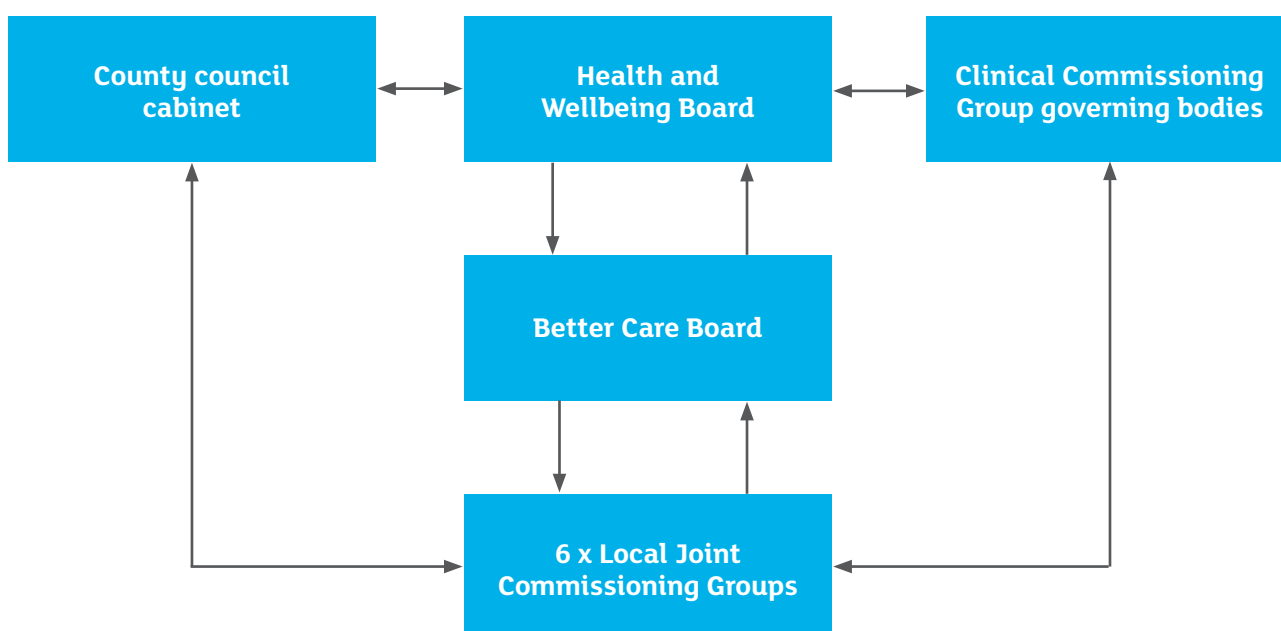 County council
cabinet
Health and
Wellbeing Board
Clinical Commissioning
Group governing bodies
Better Care Board
6 x Local Joint
Commissioning Groups